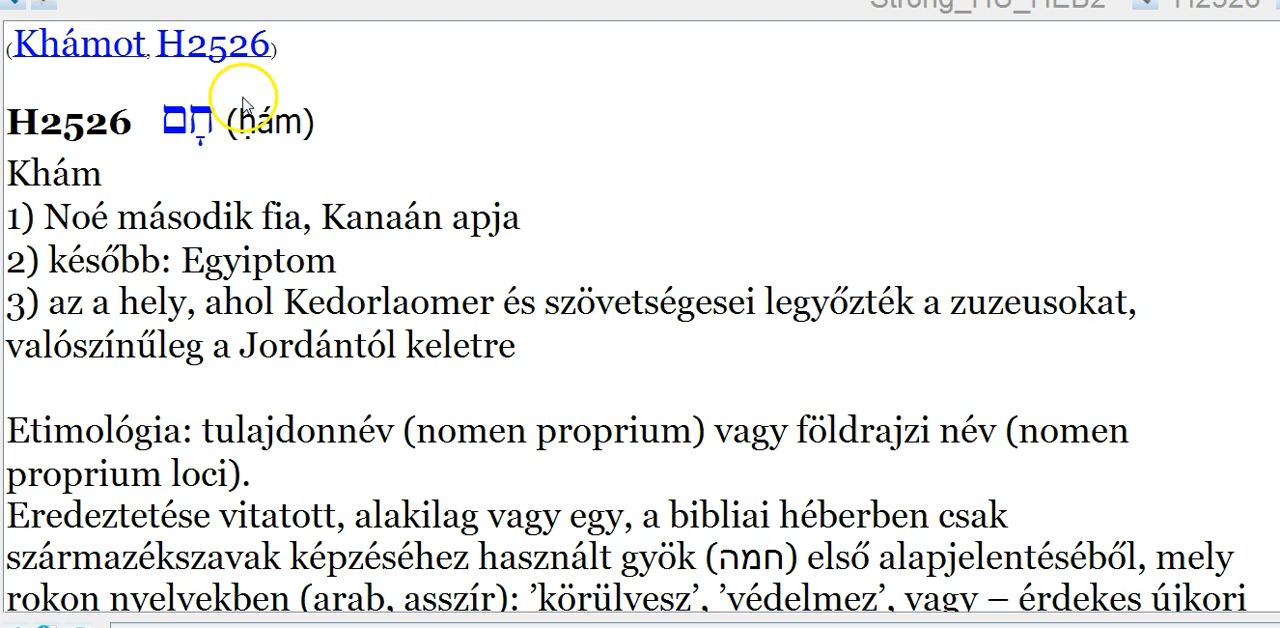 Strong_HU_HEB2 H2526
(Khámot, H2526)
H2526 חָם (ḥám)
Khám
1) Noé második fia, Kanaán apja
2) később: Egyiptom
3) az a hely, ahol Kedorlaomer és szövetségesei legyőzték a zuzeusokat,
valószínűleg a Jordántól keletre
Etimológia: tulajdonnév (nomen proprium) vagy földrajzi név (nomen
proprium loci).
Eredeztetése vitatott, alakilag vagy egy, a bibliai héberben csak
származékszavak képzéséhez használt gyök (חמה) első alapjelentéséből, mely
rokon nyelvekben (arab, asszír): ’körülvesz’, ’védelmez’, vagy – érdekes újkori